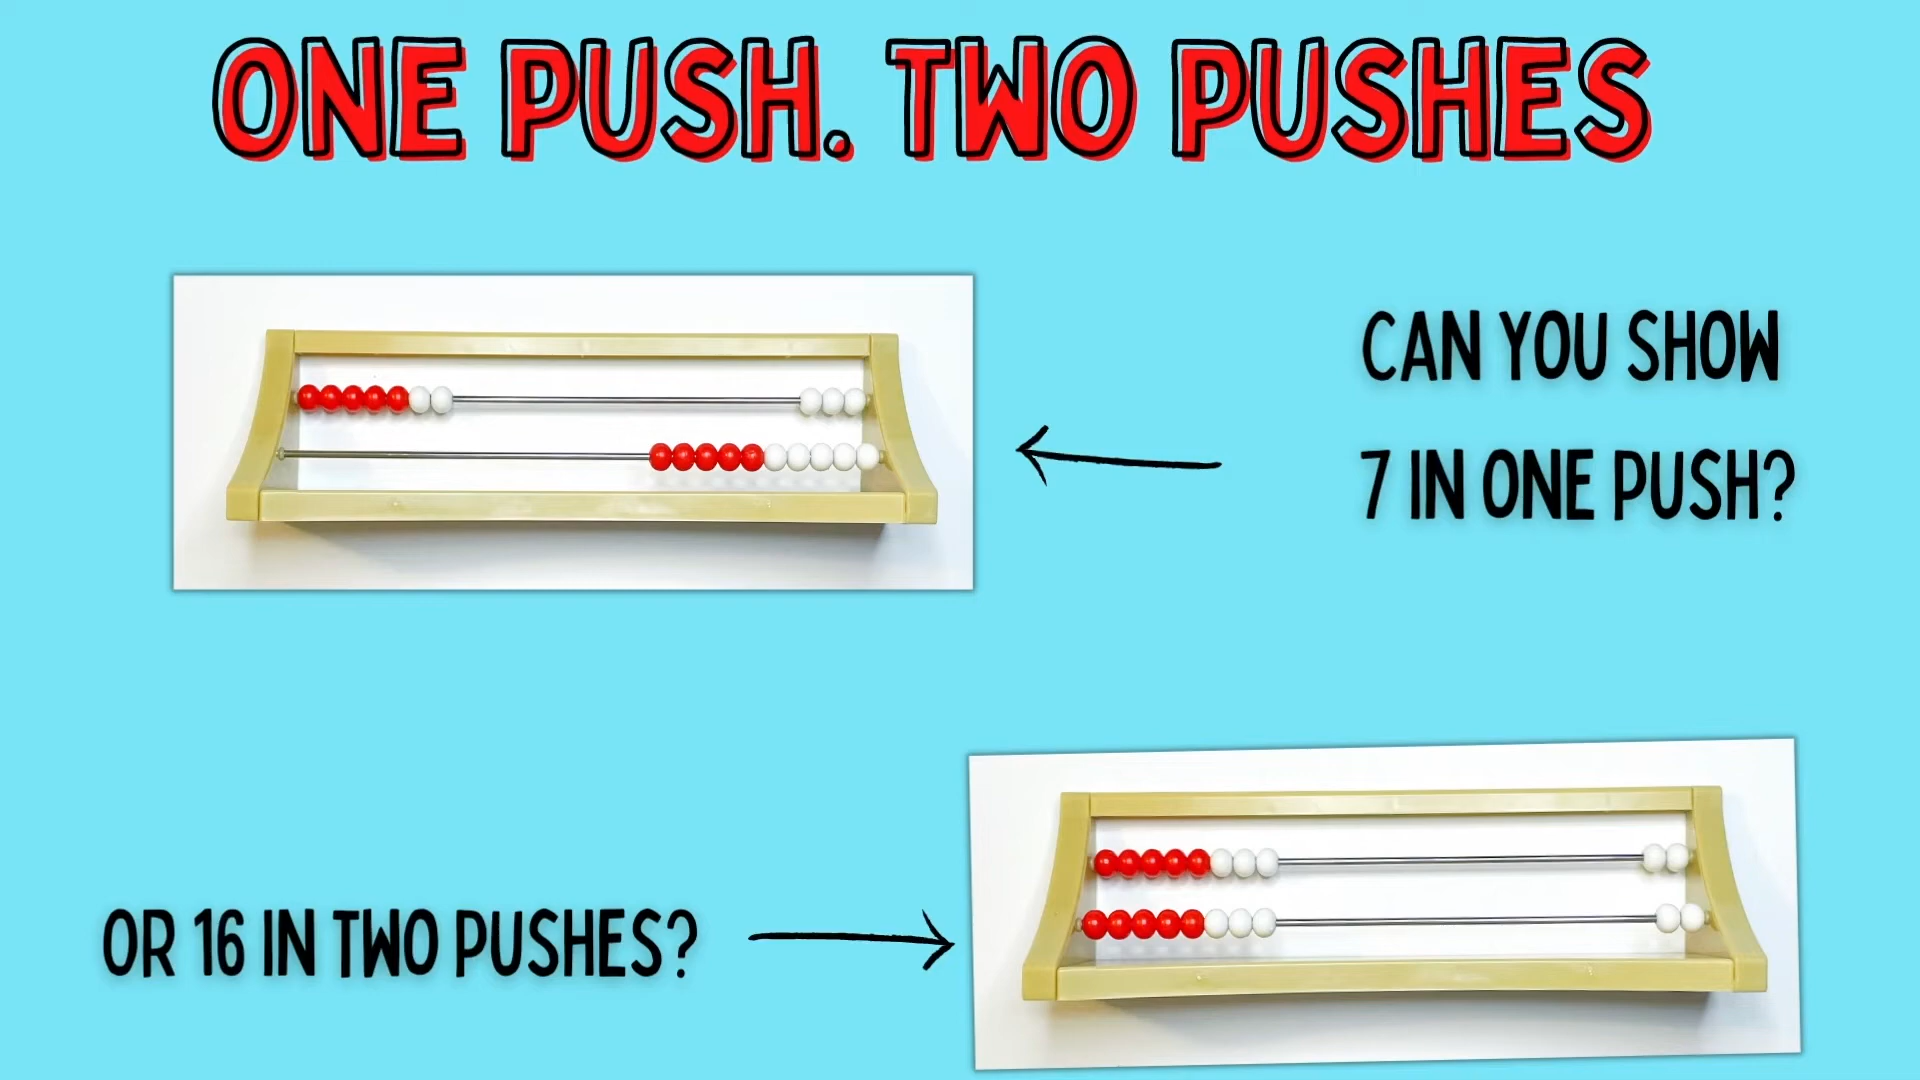 ONE PUSH. TWO PUSHES
CAN YOU SHOW
7 IN ONE PUSH?
OR 16 IN TWO PUSHES?